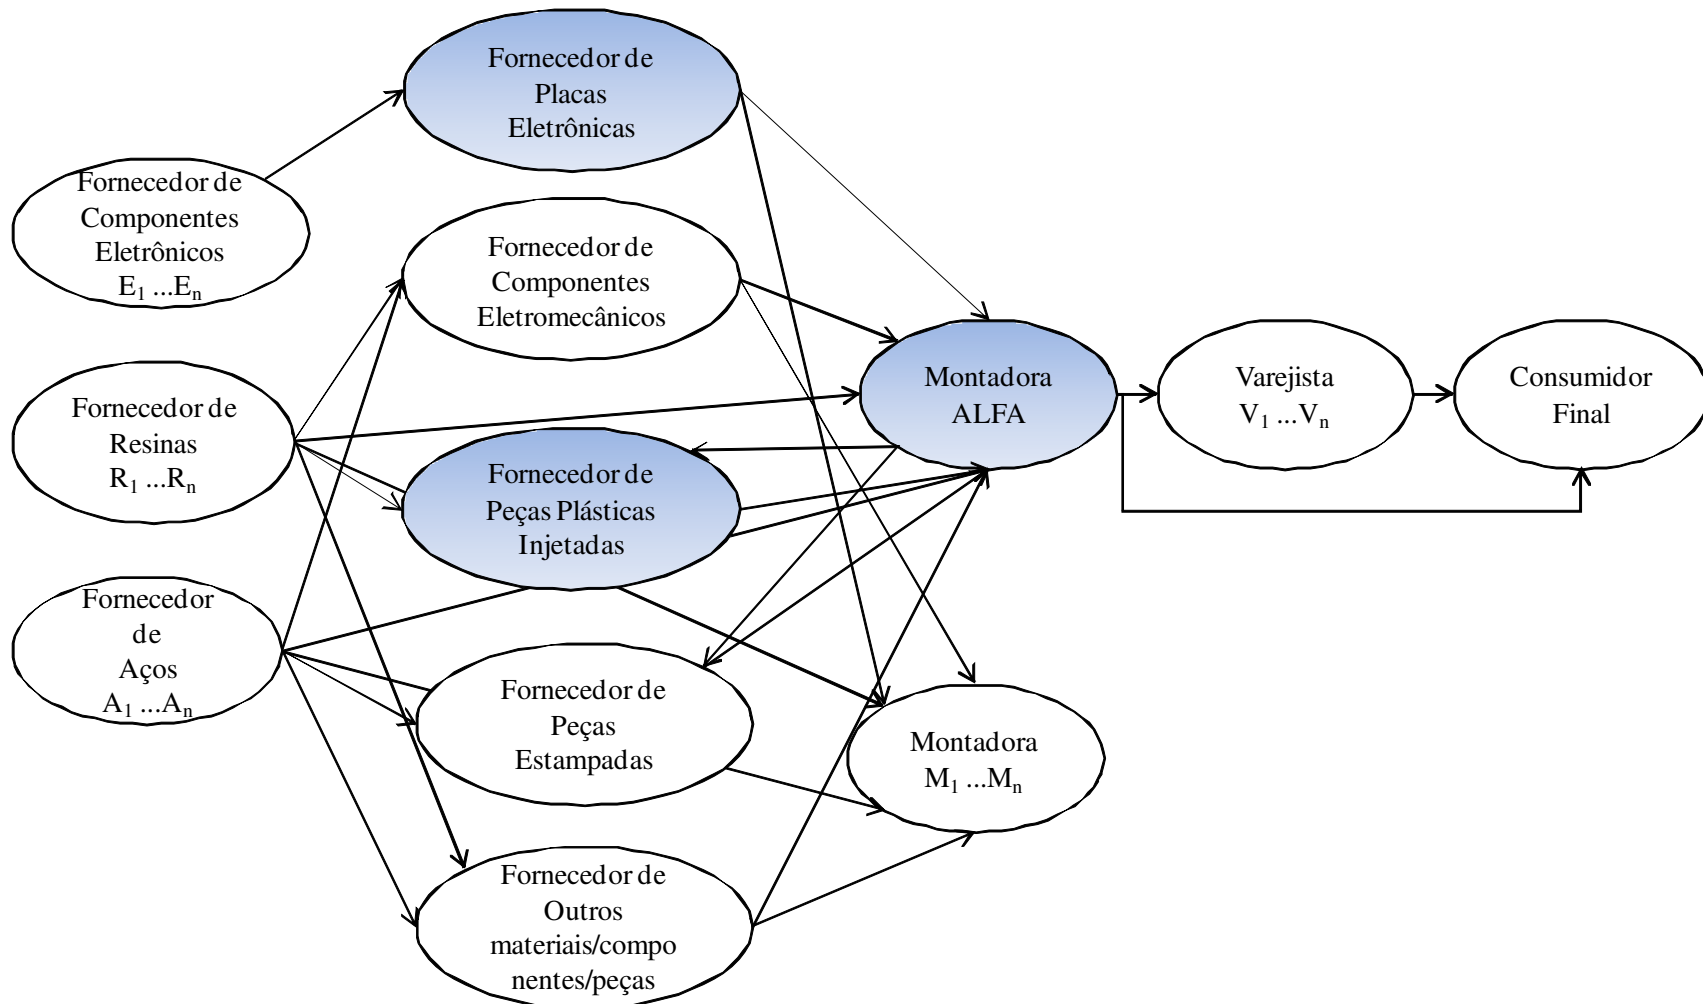 Fornecedor de
Placas
Eletrônicas
Fornecedor de
Componentes
Eletrônicos
E₁ ...Eₙ
Fornecedor de
Componentes
Eletromecânicos
Montadora
ALFA
Varejista
V₁ ...Vₙ
Consumidor
Final
Fornecedor de
Resinas
R₁ ...Rₙ
Fornecedor de
Peças Plásticas
Injetadas
Fornecedor
de
Aços
A₁ ...Aₙ
Fornecedor de
Peças
Estampadas
Montadora
M₁ ...Mₙ
Fornecedor de
Outros
materiais/compo
nentes/peças